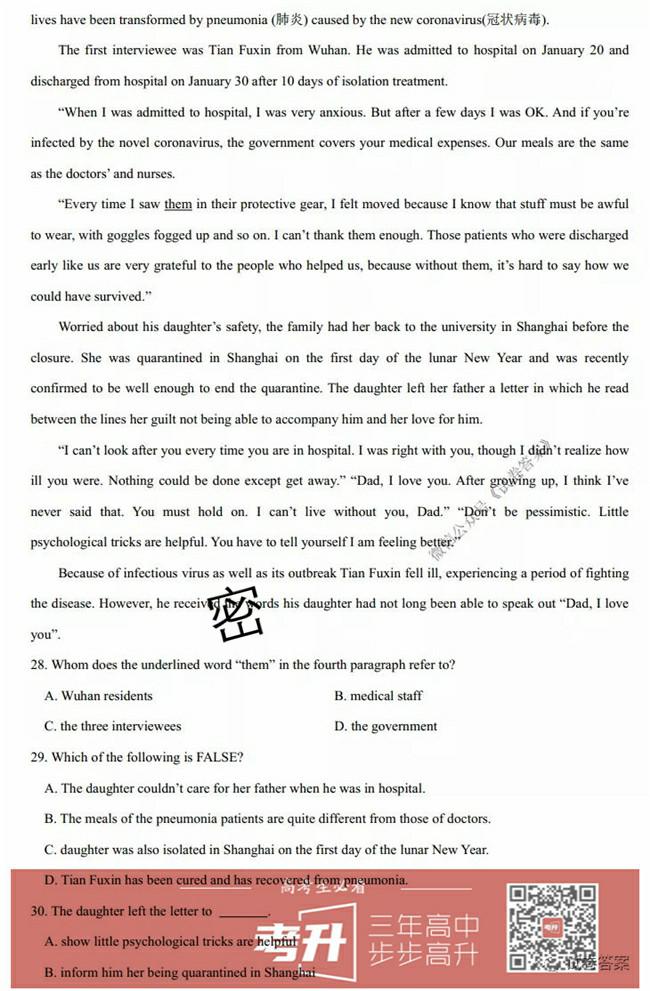 lives have been transformed by pneumonia (肺炎) caused by the new coronavirus(冠状病毒).
The first interviewee was Tian Fuxin from Wuhan. He was admitted to hospital on January 20 and
discharged from hospital on January 30 after 10 days of isolation treatment.
“When I was admitted to hospital, I was very anxious. But after a few days I was OK. And if you’re
infected by the novel coronavirus, the government covers your medical expenses. Our meals are the same
as the doctors’ and nurses.
“Every time I saw them in their protective gear, I felt moved because I know that stuff must be awful
to wear, with goggles fogged up and so on. I can’t thank them enough. Those patients who were discharged
early like us are very grateful to the people who helped us, because without them, it’s hard to say how we
could have survived.”
Worried about his daughter’s safety, the family had her back to the university in Shanghai before the
closure. She was quarantined in Shanghai on the first day of the lunar New Year and was recently
confirmed to be well enough to end the quarantine. The daughter left her father a letter in which he read
between the lines her guilt not being able to accompany him and her love for him.
“I can’t look after you every time you are in hospital. I was right with you, though I didn’t realize how
ill you were. Nothing could be done except get away.” “Dad, I love you. After growing up, I think I’ve
never said that. You must hold on. I can’t live without you, Dad.” “Don’t be pessimistic. Little
psychological tricks are helpful. You have to tell yourself I am feeling better.”
微信公众号《试卷答案》
Because of infectious virus as well as its outbreak Tian Fuxin fell ill, experiencing a period of fighting
the disease. However, he received words his daughter had not long been able to speak out “Dad, I love
you”.
密
28. Whom does the underlined word “them” in the fourth paragraph refer to?
A. Wuhan residents B. medical staff
C. the three interviewees D. the government
29. Which of the following is FALSE?
A. The daughter couldn’t care for her father when he was in hospital.
B. The meals of the pneumonia patients are quite different from those of doctors.
C. daughter was also isolated in Shanghai on the first day of the lunar New Year.
D. Tian Fuxin has been cured and has recovered from pneumonia.
高考生必看
30. The daughter left the letter to ________.
A. show little psychological tricks are helpful
B. inform him her being quarantined in Shanghai
考升
三年高中
步步高升
考升
试卷答案